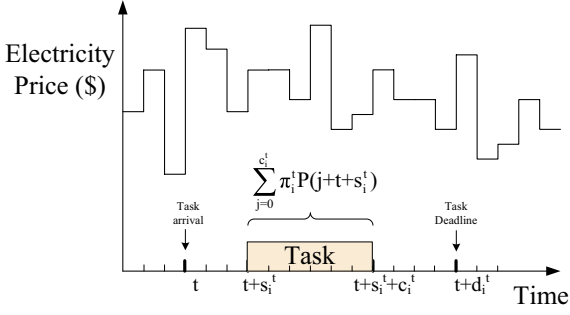 Electricity
Price ($)
c_i^t
∑ π_i^t P(j+t+s_i^t)
j=0
Task
arrival
Task
Deadline
Task
t
t+s_i^t
t+s_i^t+c_i^t
t+d_i^t
Time